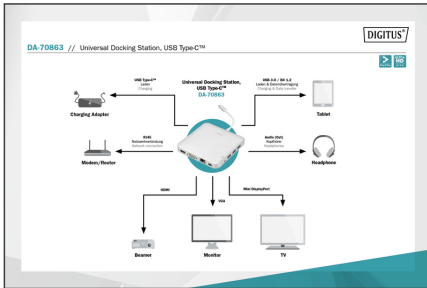 DIGITUS®
DA-70863 // Universal Docking Station, USB Type-C™
USB Type-C™
Laden
Charging
Universal Docking Station,
USB Type-C™
DA-70863
USB 3.0 / BC 1.2
Laden & Datenübertragung
Charging & Data transfer
Charging Adapter
Tablet
RJ45
Netzwerkverbindung
Network connection
Audio (Out)
Kopfhörer
Headphones
Modem/Router
Headphone
HDMI
VGA
Mini DisplayPort
Beamer
Monitor
TV